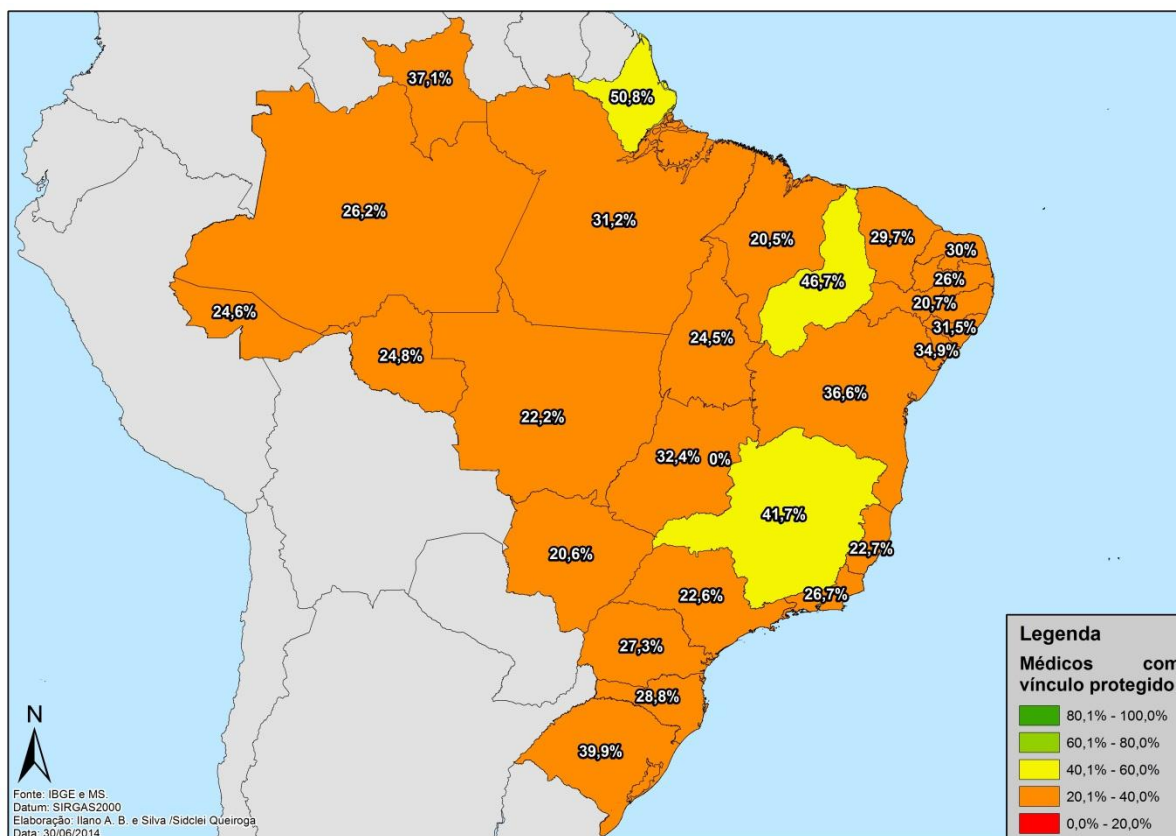 37,1%
50,8%
26,2%
31,2%
20,5%
29,7%
30%
46,7%
26%
20,7%
24,6%
31,5%
24,5%
34,9%
24,8%
36,6%
22,2%
32,4% 0%
41,7%
20,6%
22,7%
22,6%
26,7%
27,3%
28,8%
39,9%
Legenda
Médicos com
vínculo protegido
80,1% - 100,0%
60,1% - 80,0%
40,1% - 60,0%
20,1% - 40,0%
0,0% - 20,0%
N
Fonte: IBGE e MS.
Datum: SIRGAS2000
Elaboração: Ilano A. B. e Silva /Sidclei Queiroga
Data: 30/06/2014